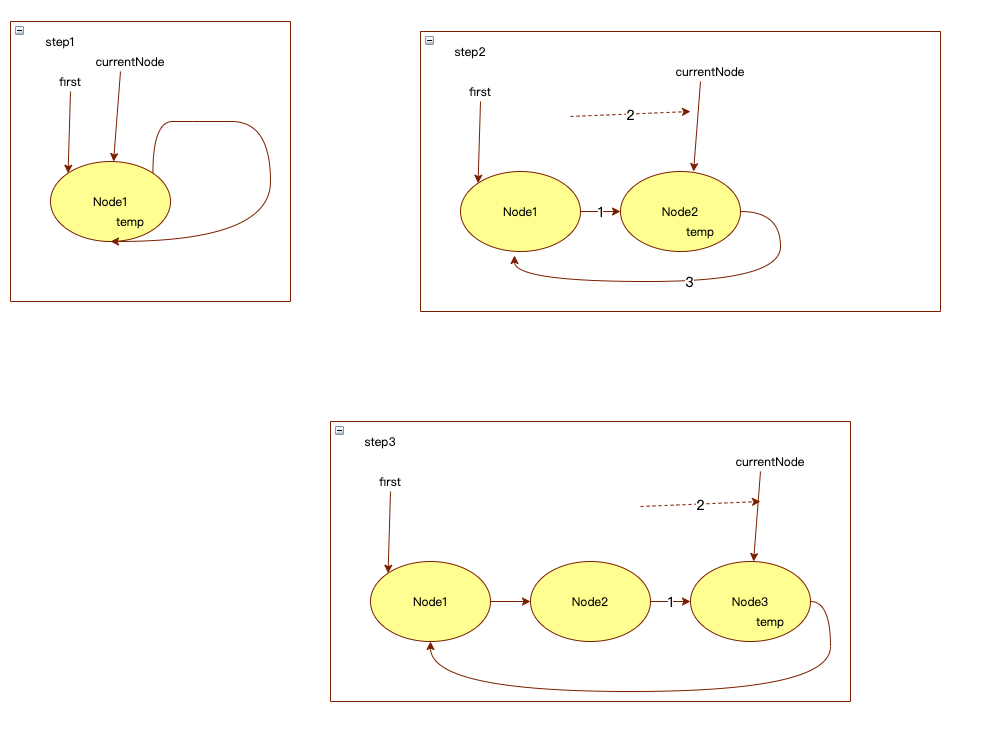 step1
currentNode
first
Node1
temp
step2
currentNode
first
2
Node1
1
Node2
temp
3
step3
currentNode
first
2
Node1
Node2
1
Node3
temp